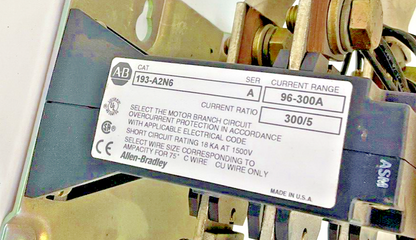 AB
CAT SER CURRENT RANGE
193-A2N6 A 96-300A
CURRENT RATIO 300/5
SELECT THE MOTOR BRANCH CIRCUIT
OVERCURRENT PROTECTION IN ACCORDANCE
WITH APPLICABLE ELECTRICAL CODE
SHORT CIRCUIT RATING 18 KA AT 1500V
SELECT WIRE SIZE CORRESPONDING TO
AMPACITY FOR 75° C WIRE CU WIRE ONLY
Allen-Bradley
MADE IN U.S.A.
UL
CE
ASM